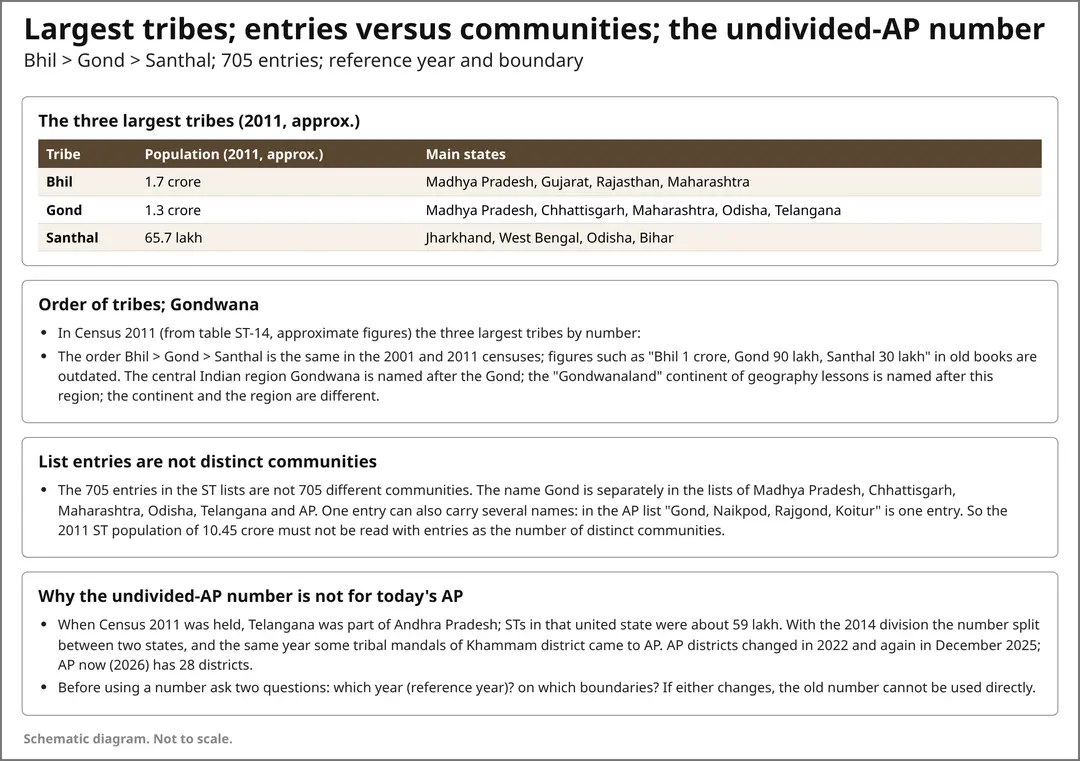 Largest tribes; entries versus communities; the undivided-AP number
Bhil > Gond > Santhal; 705 entries; reference year and boundary
The three largest tribes (2011, approx.)
Tribe Population (2011, approx.) Main states
Bhil 1.7 crore Madhya Pradesh, Gujarat, Rajasthan, Maharashtra
Gond 1.3 crore Madhya Pradesh, Chhattisgarh, Maharashtra, Odisha, Telangana
Santhal 65.7 lakh Jharkhand, West Bengal, Odisha, Bihar
Order of tribes; Gondwana
• In Census 2011 (from table ST-14, approximate figures) the three largest tribes by number:
• The order Bhil > Gond > Santhal is the same in the 2001 and 2011 censuses; figures such as "Bhil 1 crore, Gond 90 lakh, Santhal 30 lakh" in old books are
outdated. The central Indian region Gondwana is named after the Gond; the "Gondwanaland" continent of geography lessons is named after this
region; the continent and the region are different.
List entries are not distinct communities
• The 705 entries in the ST lists are not 705 different communities. The name Gond is separately in the lists of Madhya Pradesh, Chhattisgarh,
Maharashtra, Odisha, Telangana and AP. One entry can also carry several names: in the AP list "Gond, Naikpod, Rajgond, Koitur" is one entry. So the
2011 ST population of 10.45 crore must not be read with entries as the number of distinct communities.
Why the undivided-AP number is not for today's AP
• When Census 2011 was held, Telangana was part of Andhra Pradesh; STs in that united state were about 59 lakh. With the 2014 division the number split
between two states, and the same year some tribal mandals of Khammam district came to AP. AP districts changed in 2022 and again in December 2025;
AP now (2026) has 28 districts.
• Before using a number ask two questions: which year (reference year)? on which boundaries? If either changes, the old number cannot be used directly.
Schematic diagram. Not to scale.